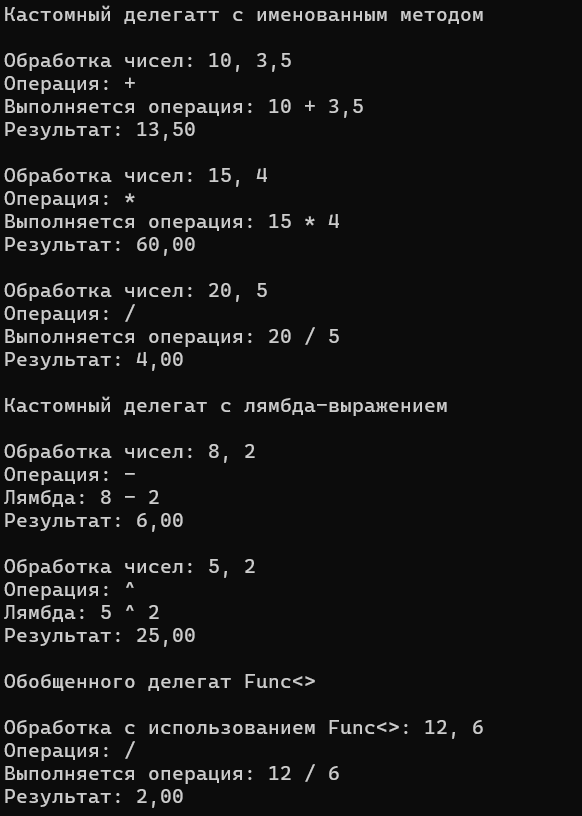 Кастомный делегатт с именованным методом
Обработка чисел: 10, 3,5
Операция: +
Выполняется операция: 10 + 3,5
Результат: 13,50
Обработка чисел: 15, 4
Операция: *
Выполняется операция: 15 * 4
Результат: 60,00
Обработка чисел: 20, 5
Операция: /
Выполняется операция: 20 / 5
Результат: 4,00
Кастомный делегат с лямбда-выражением
Обработка чисел: 8, 2
Операция: -
Лямбда: 8 - 2
Результат: 6,00
Обработка чисел: 5, 2
Операция: ^
Лямбда: 5 ^ 2
Результат: 25,00
Обобщенного делегат Func<>
Обработка с использованием Func<>: 12, 6
Операция: /
Выполняется операция: 12 / 6
Результат: 2,00